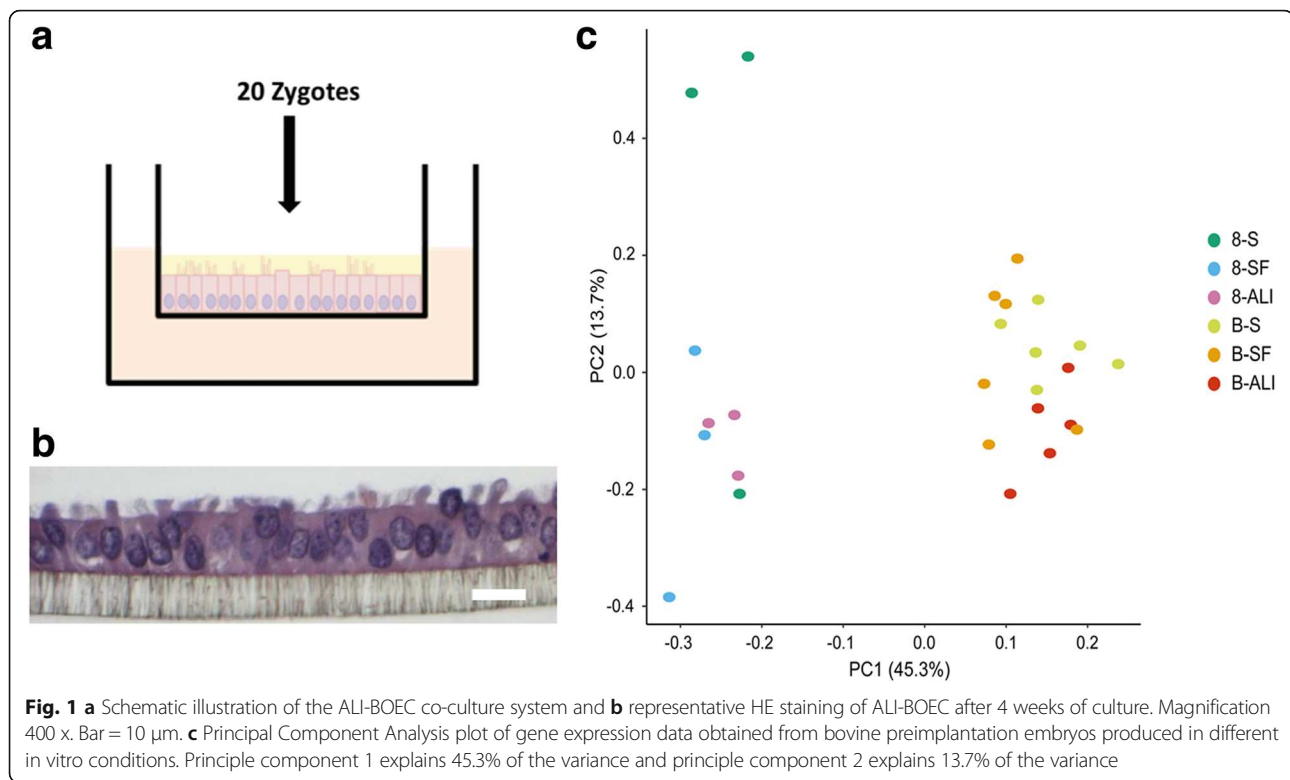 a
20 Zygotes
b
c
PC2 (13.7%)
0.4
0.2
0.0
-0.2
-0.4
-0.3
-0.2
-0.1
0.0
0.1
0.2
PC1 (45.3%)
8-S
8-SF
8-ALI
B-S
B-SF
B-ALI
Fig. 1 a Schematic illustration of the ALI-BOEC co-culture system and b representative HE staining of ALI-BOEC after 4 weeks of culture. Magnification
400 x. Bar = 10 μm. c Principal Component Analysis plot of gene expression data obtained from bovine preimplantation embryos produced in different
in vitro conditions. Principle component 1 explains 45.3% of the variance and principle component 2 explains 13.7% of the variance